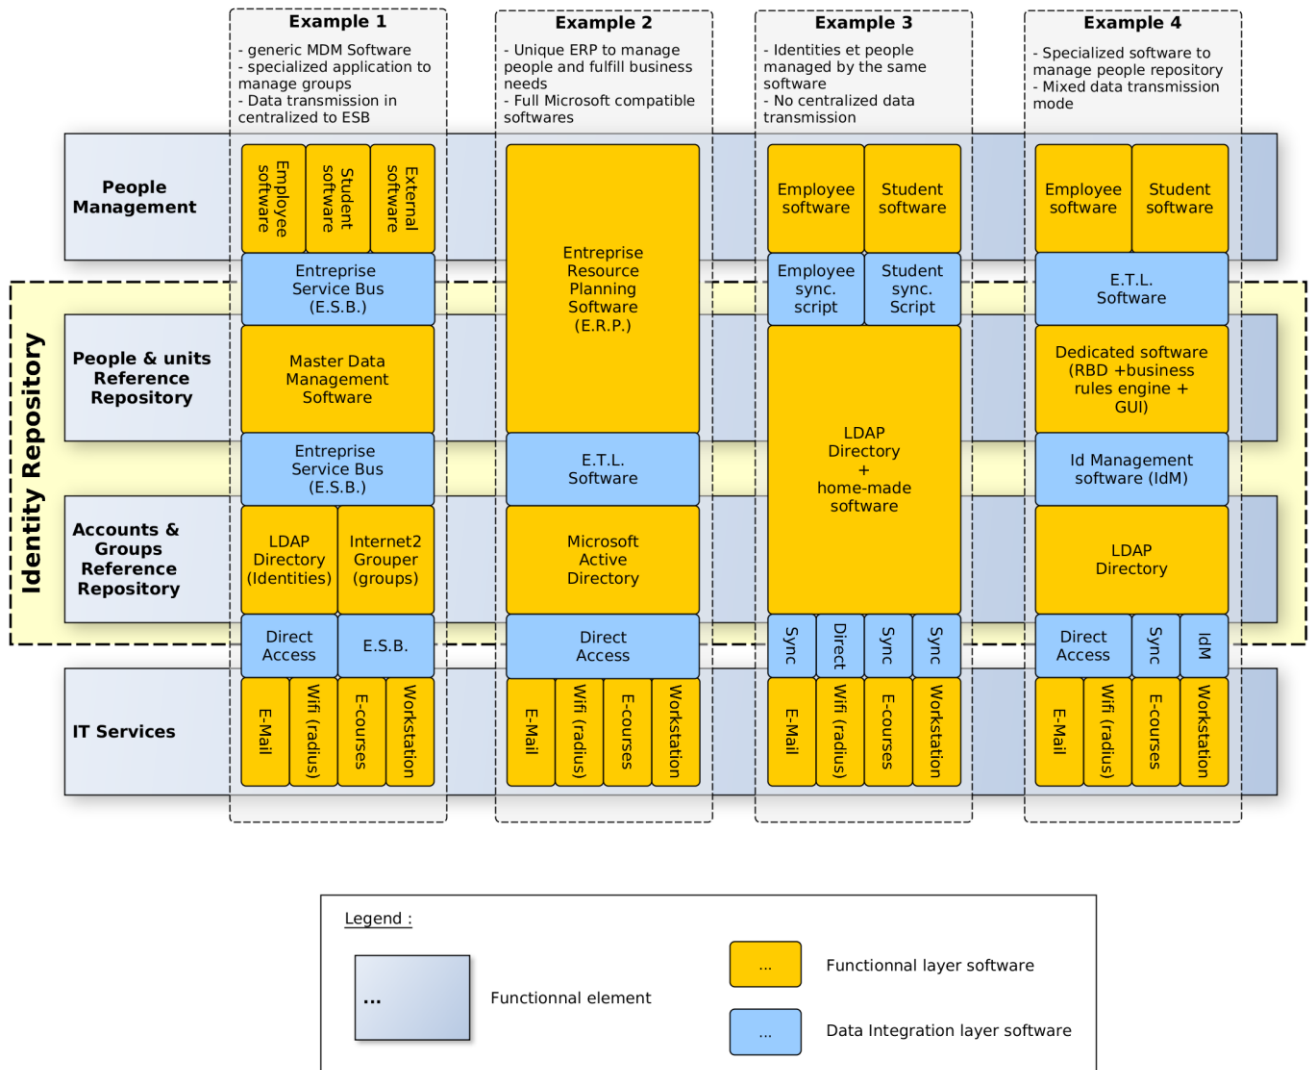 Example 1
- generic MDM Software
- specialized application to
manage groups
- Data transmission in
centralized to ESB
Example 2
- Unique ERP to manage
people and fulfill business
needs
- Full Microsoft compatible
softwares
Example 3
- Identities et people
managed by the same
software
- No centralized data
transmission
Example 4
- Specialized software to
manage people repository
- Mixed data transmission
mode
People
Management
Employee
software
Student
software
External
software
Entreprise
Resource
Planning
Software
(E.R.P.)
Employee
software
Student
software
Employee
software
Student
software
Entreprise
Service Bus
(E.S.B.)
Employee
sync.
script
Student
sync.
Script
E.T.L.
Software
Identity Repository
People & units
Reference
Repository
Master Data
Management
Software
LDAP
Directory
+
home-made
software
Dedicated software
(RBD +business
rules engine +
GUI)
Entreprise
Service Bus
(E.S.B.)
E.T.L.
Software
Id Management
software (IdM)
Accounts &
Groups
Reference
Repository
LDAP
Directory
(Identities)
Internet2
Grouper
(groups)
Microsoft
Active
Directory
LDAP
Directory
Direct
Access
E.S.B.
Direct
Access
Sync
Direct
Sync
Sync
Direct
Access
Sync
IdM
IT Services
E-Mail
Wifi (radius)
E-courses
Workstation
E-Mail
Wifi (radius)
E-courses
Workstation
E-Mail
Wifi (radius)
E-courses
Workstation
E-Mail
Wifi (radius)
E-courses
Workstation
Legend :
...
Functionnal element
...
Functionnal layer software
...
Data Integration layer software